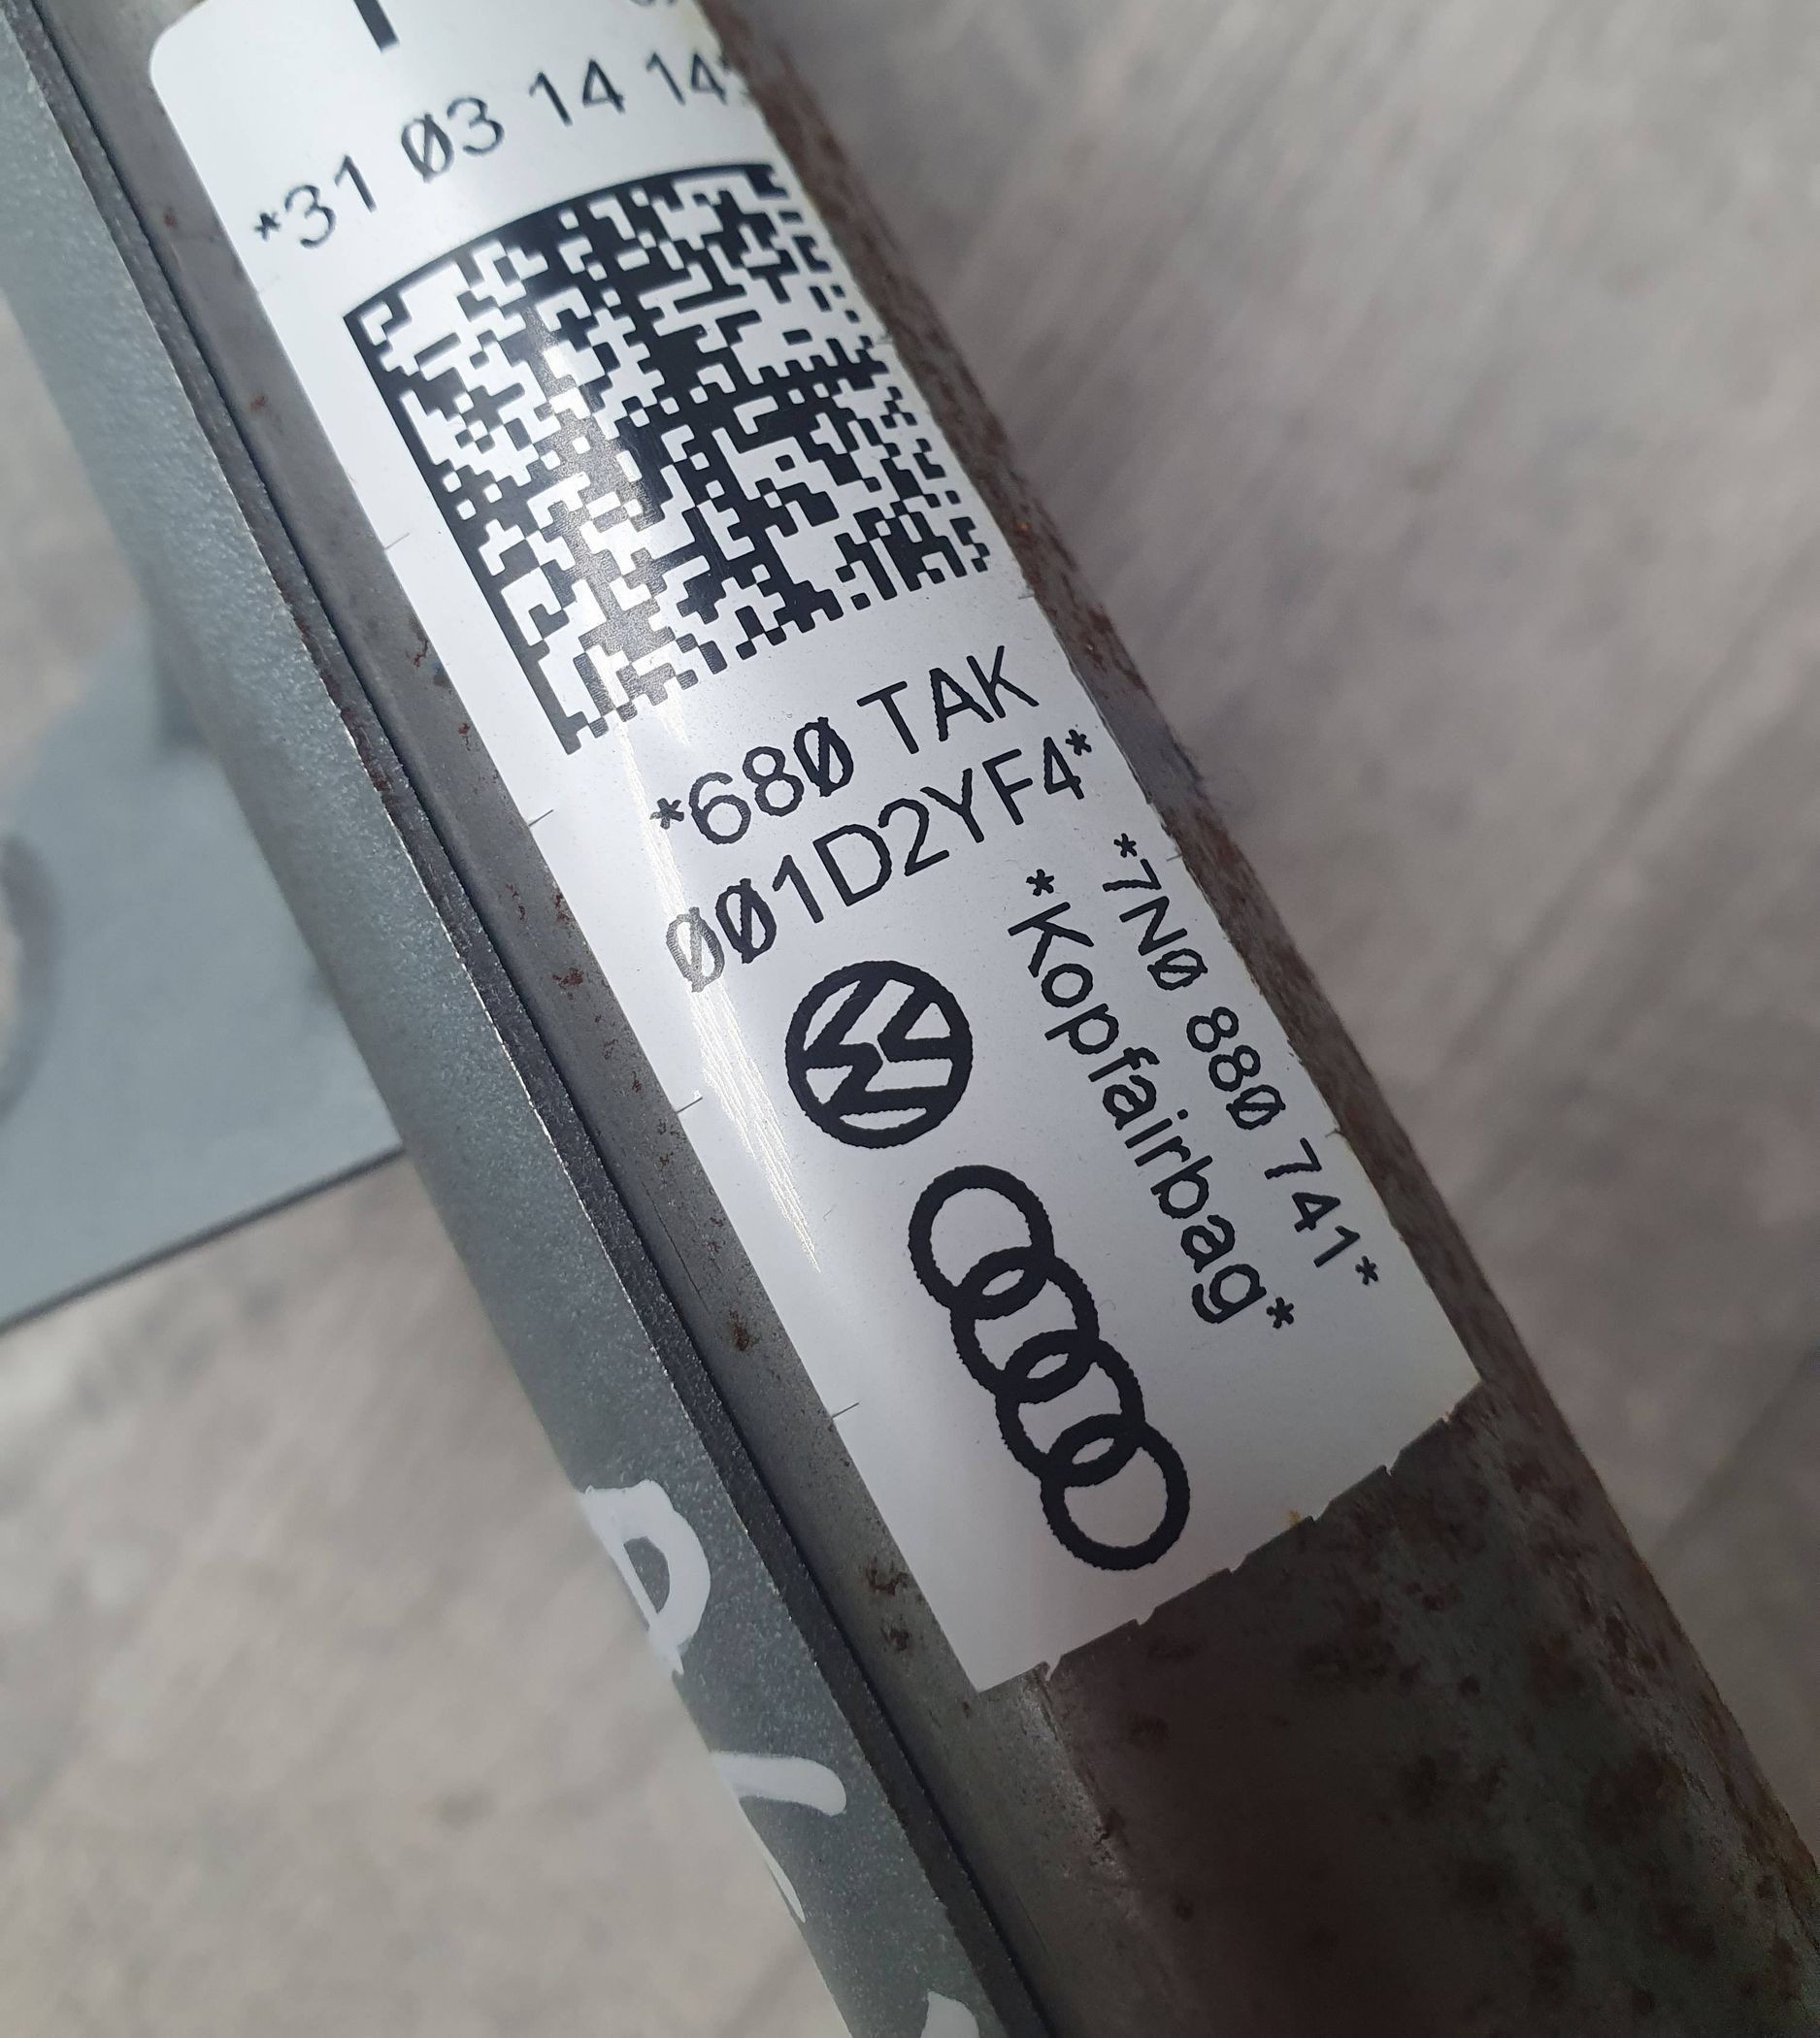 *31 03 14 14*
*680 TAK
001D2YF4*
*7N0 880 741*
*Kopfairbag*